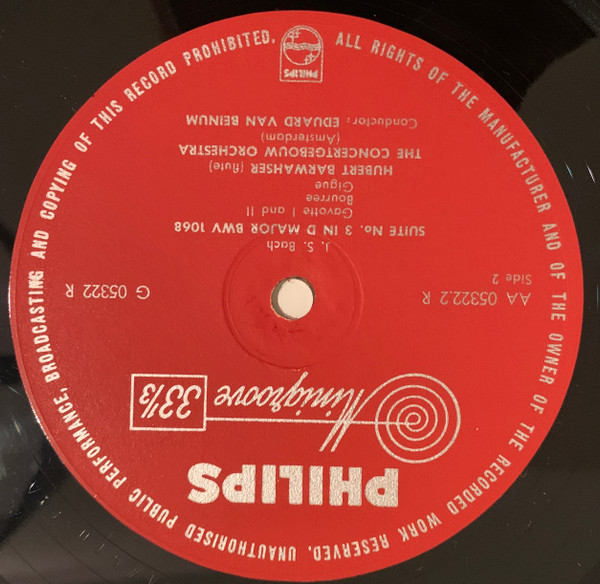 PHILIPS
Minigroove 33⅓
AA 05322.2 R
Side 2
G 05322 R
J. S. Bach
SUITE No. 3 IN D MAJOR BWV 1068
Gavotte I and II
Bourree
Gigue
HUBERT BARWAHSER (flute)
THE CONCERTGEBOUW ORCHESTRA
(Amsterdam)
Conductor: EDUARD VAN BEINUM
PHILIPS
ALL RIGHTS OF THE MANUFACTURER AND OF THE OWNER OF THE RECORDED WORK RESERVED. UNAUTHORISED PUBLIC PERFORMANCE, BROADCASTING AND COPYING OF THIS RECORD PROHIBITED.